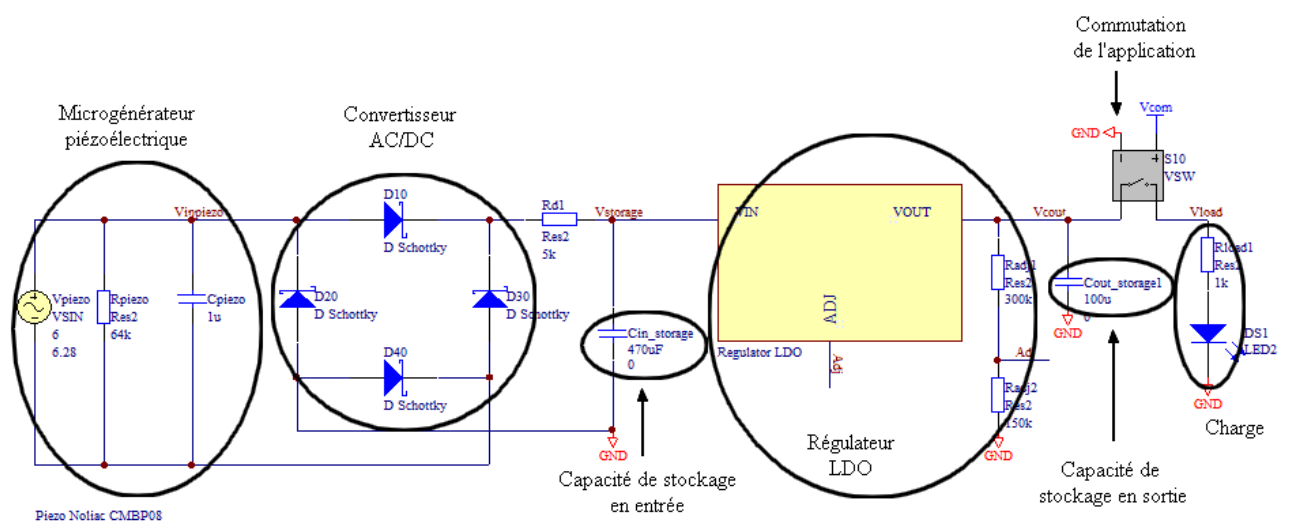 Commutation
de l'application
Microgénérateur
piézoélectrique
Convertisseur
AC/DC
Vcom
GND
S10
VSW
D10
D Schottky
Vinpiezo
Rd1
Res2
5k
Vstorage
VIN
VOUT
ADJ
Adj
Regulator LDO
Vcout
Vload
Vpiezo
VSIN
6
6.28
Rpiezo
Res2
64k
Cpiezo
1u
D20
D Schottky
D30
D Schottky
D40
D Schottky
Cin_storage
470uF
0
GND
Radj1
Res2
300k
Adj
Radj2
Res2
150k
GND
Cout_storage1
100u
0
GND
Rload1
Res2
1k
DS1
LED2
GND
Charge
Capacité de stockage
en entrée
Régulateur
LDO
Capacité de
stockage en sortie
Piezo Noliac CMBP08